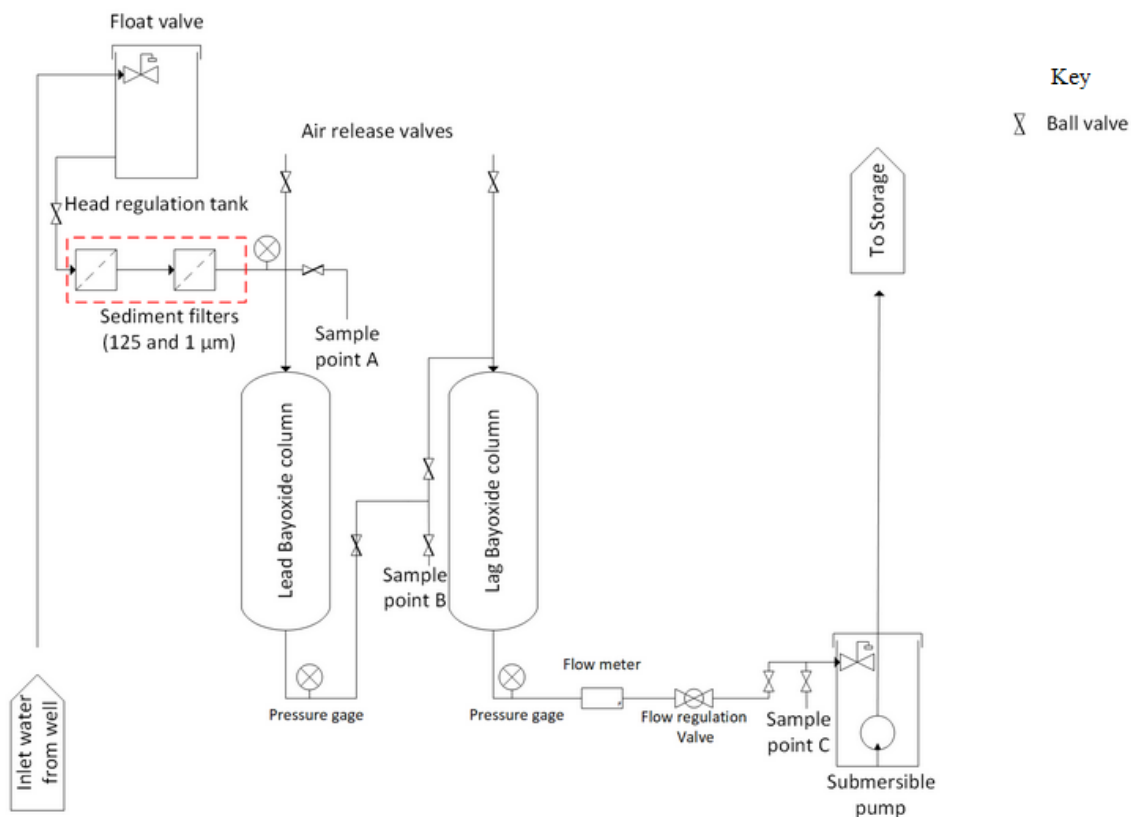 Float valve
Key
Ball valve
Air release valves
To Storage
Head regulation tank
Sediment filters
(125 and 1 μm)
Sample
point A
Lead Bayoxide column
Lag Bayoxide column
Sample
point B
Inlet water
from well
Pressure gage
Pressure gage
Flow meter
Flow regulation
Valve
Sample
point C
Submersible
pump